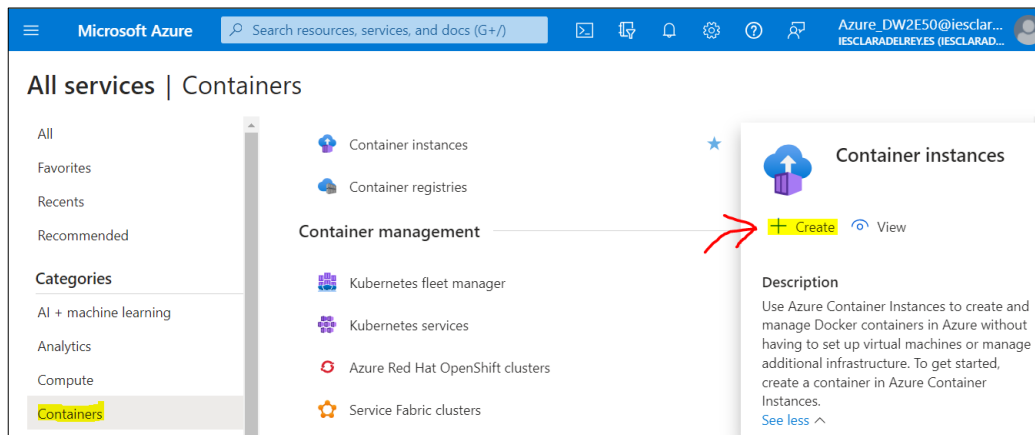 Microsoft Azure
Search resources, services, and docs (G+/)
Azure_DW2E50@iesclar...
IESCLARADELREY.ES (IESCLARAD...
All services | Containers
All
Favorites
Recents
Recommended
Categories
AI + machine learning
Analytics
Compute
Containers
Container instances
Container registries
Container management
Kubernetes fleet manager
Kubernetes services
Azure Red Hat OpenShift clusters
Service Fabric clusters
Container instances
+ Create
View
Description
Use Azure Container Instances to create and
manage Docker containers in Azure without
having to set up virtual machines or manage
additional infrastructure. To get started,
create a container in Azure Container
Instances.
See less